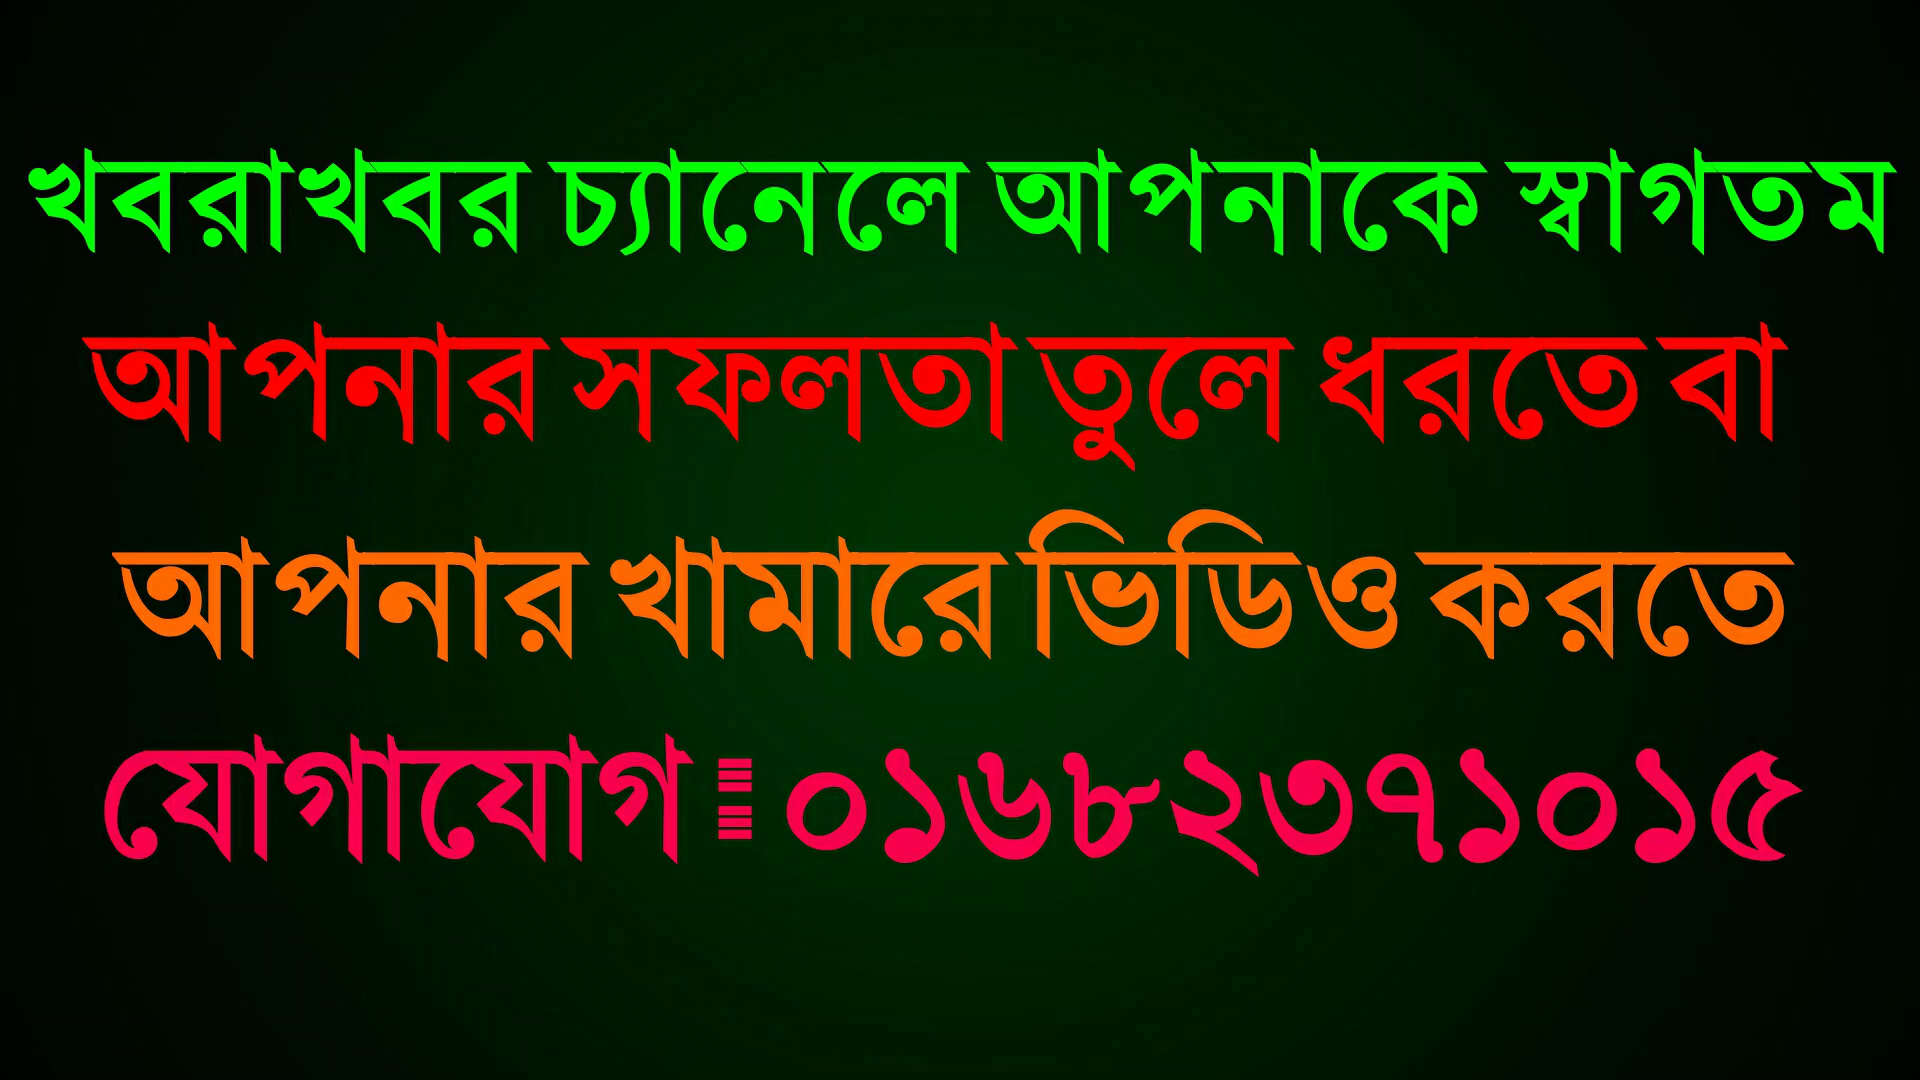 খবরাখবর চ্যানেলে আপনাকে স্বাগতম
আপনার সফলতা তুলে ধরতে বা
আপনার খামারে ভিডিও করতে
যোগাযোগ : ০১৬৮২৩৭১০১৫